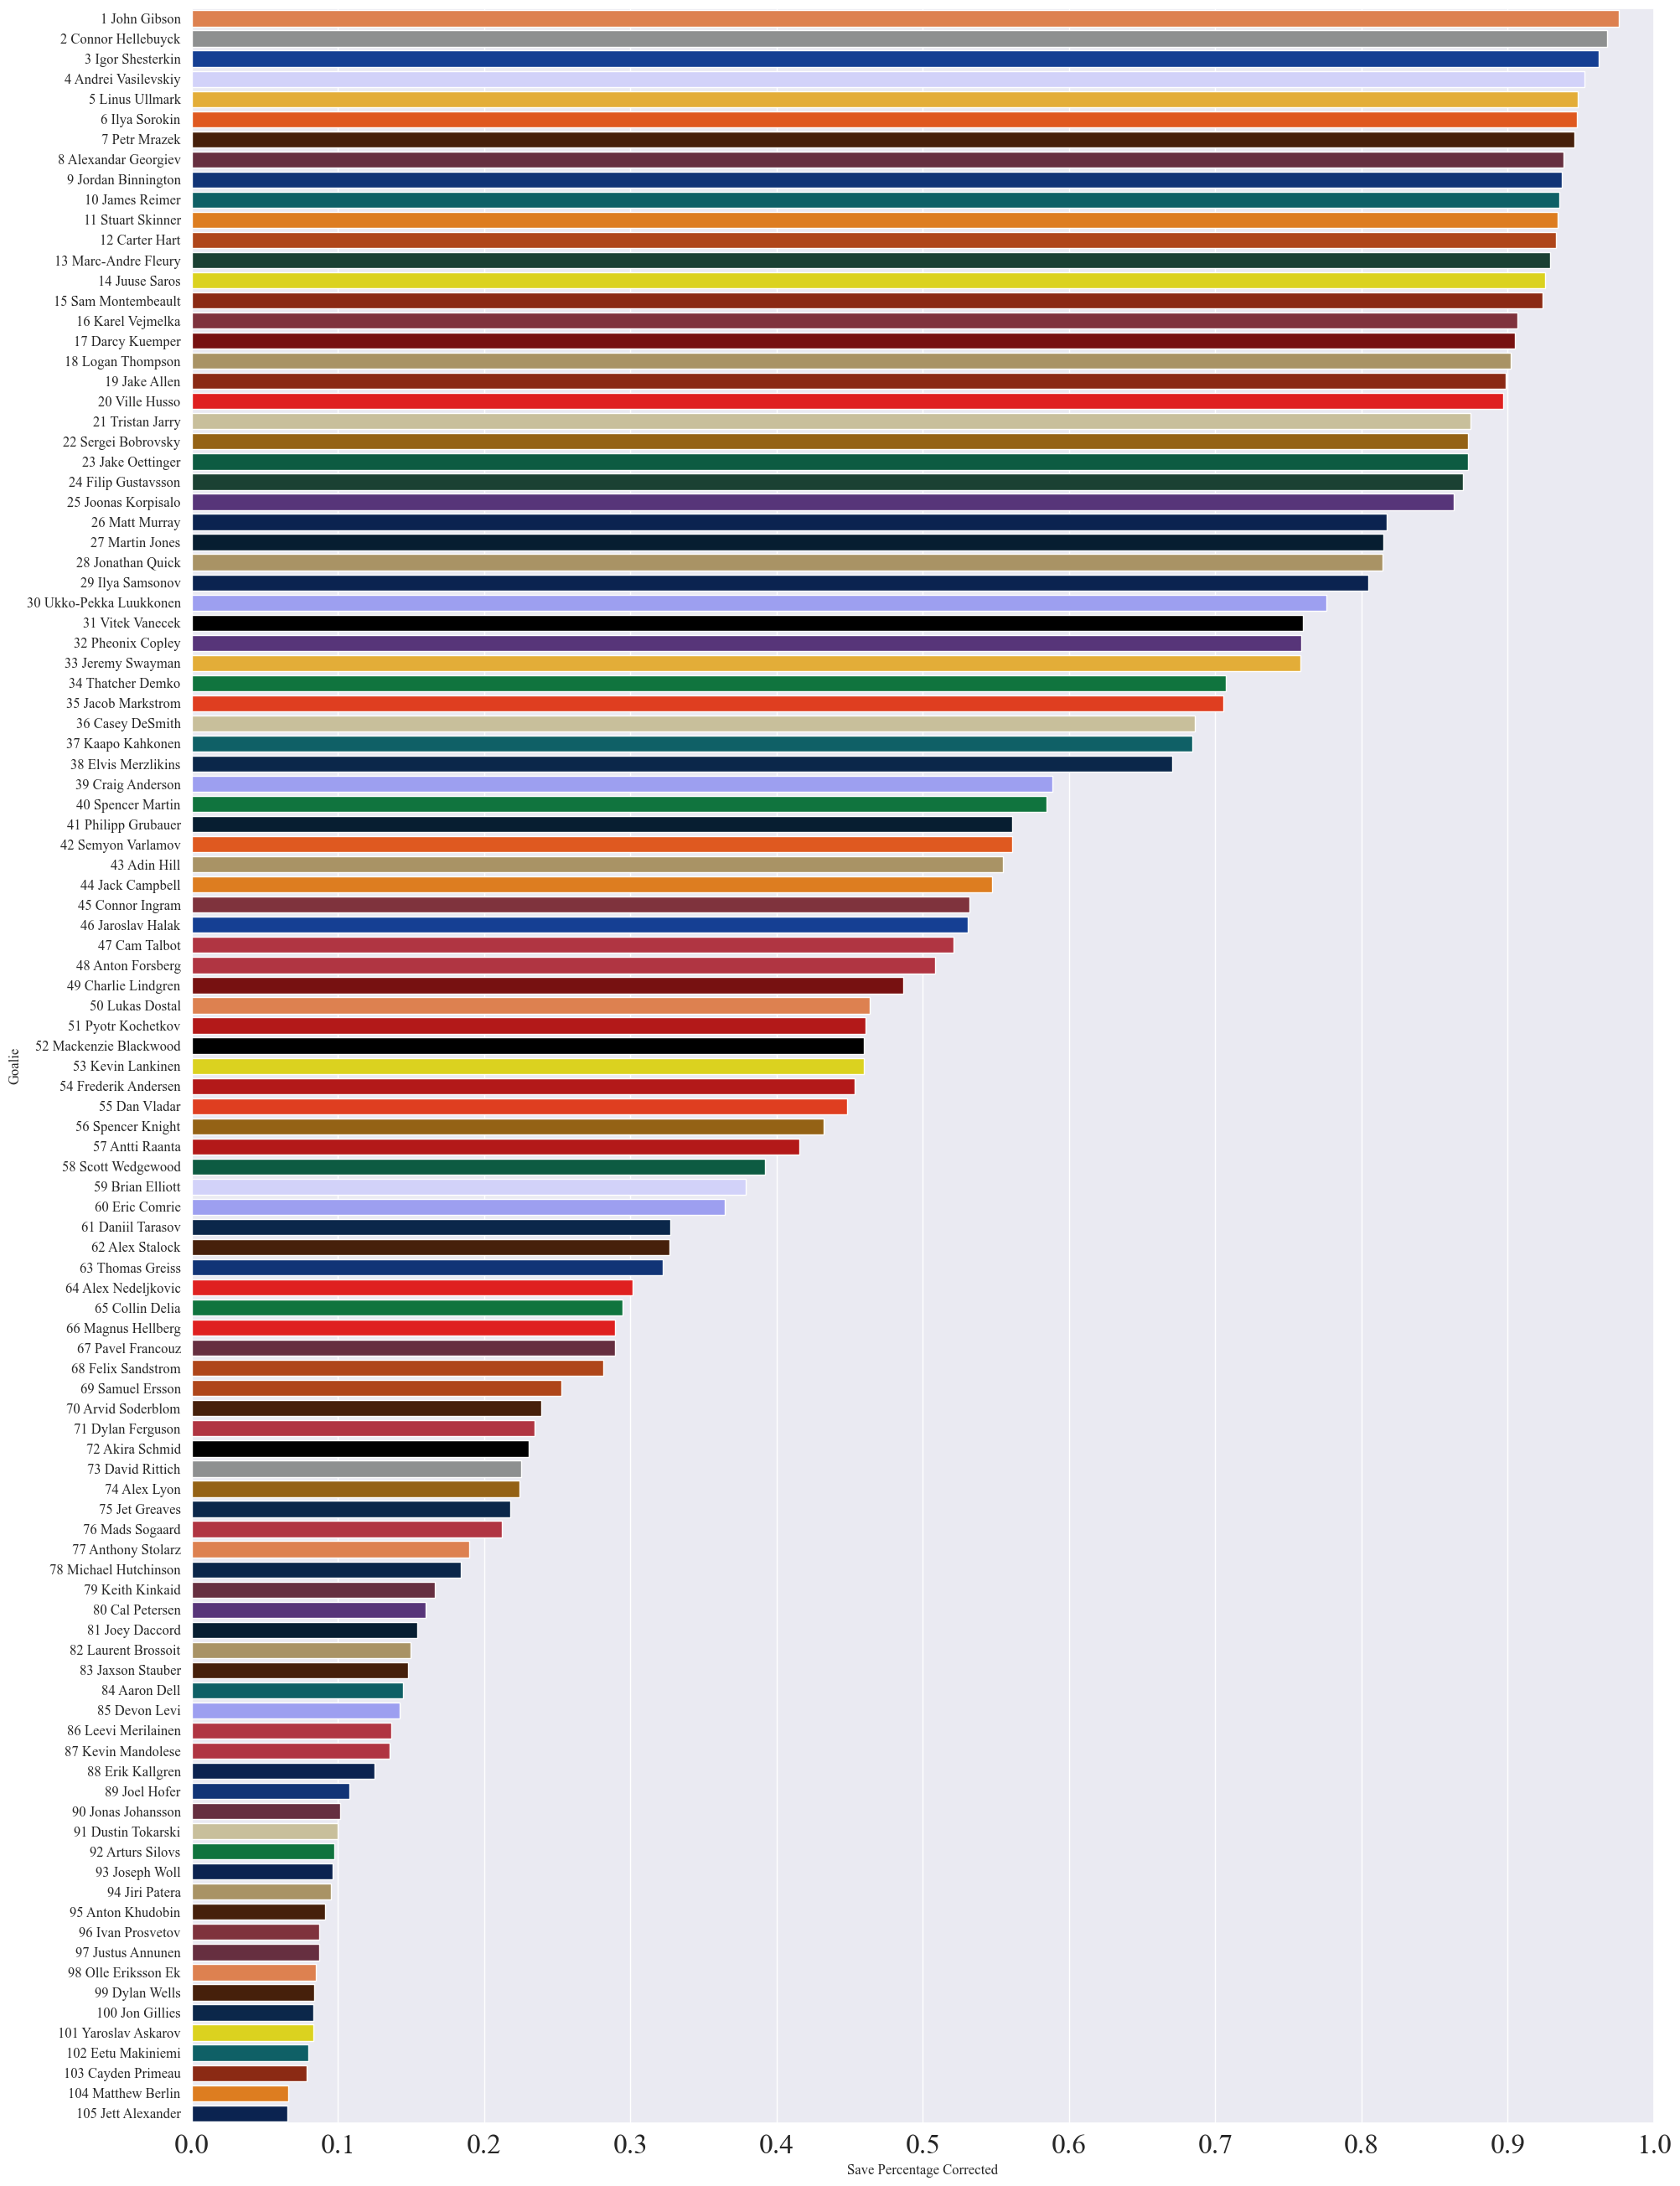 1 John Gibson
2 Connor Hellebuyck
3 Igor Shesterkin
4 Andrei Vasilevskiy
5 Linus Ullmark
6 Ilya Sorokin
7 Petr Mrazek
8 Alexandar Georgiev
9 Jordan Binnington
10 James Reimer
11 Stuart Skinner
12 Carter Hart
13 Marc-Andre Fleury
14 Juuse Saros
15 Sam Montembeault
16 Karel Vejmelka
17 Darcy Kuemper
18 Logan Thompson
19 Jake Allen
20 Ville Husso
21 Tristan Jarry
22 Sergei Bobrovsky
23 Jake Oettinger
24 Filip Gustavsson
25 Joonas Korpisalo
26 Matt Murray
27 Martin Jones
28 Jonathan Quick
29 Ilya Samsonov
30 Ukko-Pekka Luukkonen
31 Vitek Vanecek
32 Pheonix Copley
33 Jeremy Swayman
34 Thatcher Demko
35 Jacob Markstrom
36 Casey DeSmith
37 Kaapo Kahkonen
38 Elvis Merzlikins
39 Craig Anderson
40 Spencer Martin
41 Philipp Grubauer
42 Semyon Varlamov
43 Adin Hill
44 Jack Campbell
45 Connor Ingram
46 Jaroslav Halak
47 Cam Talbot
48 Anton Forsberg
49 Charlie Lindgren
50 Lukas Dostal
51 Pyotr Kochetkov
52 Mackenzie Blackwood
53 Kevin Lankinen
54 Frederik Andersen
55 Dan Vladar
56 Spencer Knight
57 Antti Raanta
58 Scott Wedgewood
59 Brian Elliott
60 Eric Comrie
61 Daniil Tarasov
62 Alex Stalock
63 Thomas Greiss
64 Alex Nedeljkovic
65 Collin Delia
66 Magnus Hellberg
67 Pavel Francouz
68 Felix Sandstrom
69 Samuel Ersson
70 Arvid Soderblom
71 Dylan Ferguson
72 Akira Schmid
73 David Rittich
74 Alex Lyon
75 Jet Greaves
76 Mads Sogaard
77 Anthony Stolarz
78 Michael Hutchinson
79 Keith Kinkaid
80 Cal Petersen
81 Joey Daccord
82 Laurent Brossoit
83 Jaxson Stauber
84 Aaron Dell
85 Devon Levi
86 Leevi Merilainen
87 Kevin Mandolese
88 Erik Kallgren
89 Joel Hofer
90 Jonas Johansson
91 Dustin Tokarski
92 Arturs Silovs
93 Joseph Woll
94 Jiri Patera
95 Anton Khudobin
96 Ivan Prosvetov
97 Justus Annunen
98 Olle Eriksson Ek
99 Dylan Wells
100 Jon Gillies
101 Yaroslav Askarov
102 Eetu Makiniemi
103 Cayden Primeau
104 Matthew Berlin
105 Jett Alexander
Goalie
0.0 0.1 0.2 0.3 0.4 0.5 0.6 0.7 0.8 0.9 1.0
Save Percentage Corrected